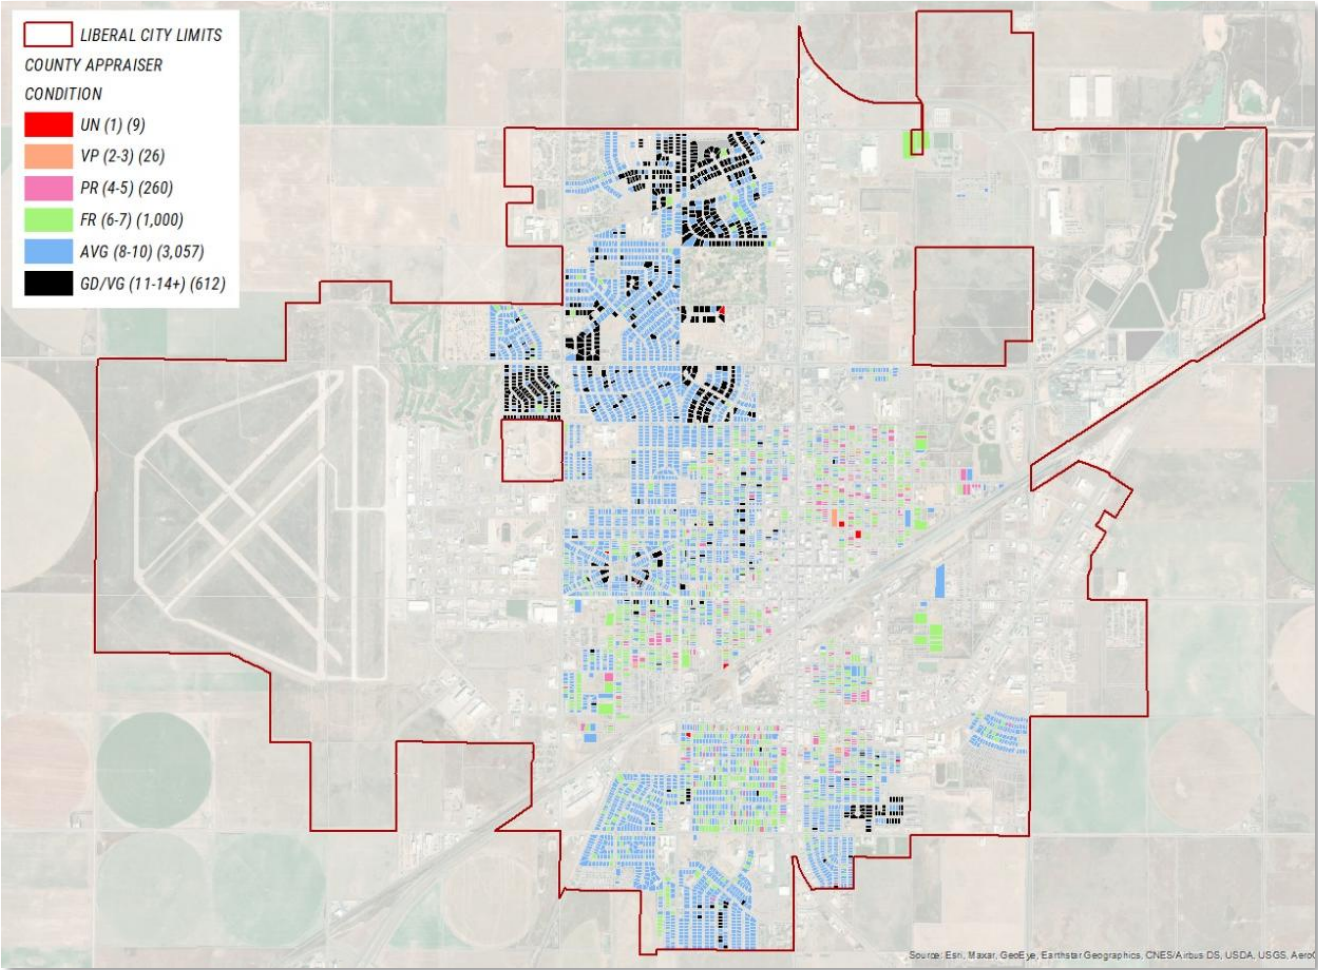 LIBERAL CITY LIMITS
COUNTY APPRAISER
CONDITION
UN (1) (9)
VP (2-3) (26)
PR (4-5) (260)
FR (6-7) (1,000)
AVG (8-10) (3,057)
GD/VG (11-14+) (612)
Source: Esri, Maxar, GeoEye, Earthstar Geographics, CNES/Airbus DS, USDA, USGS, AeroG